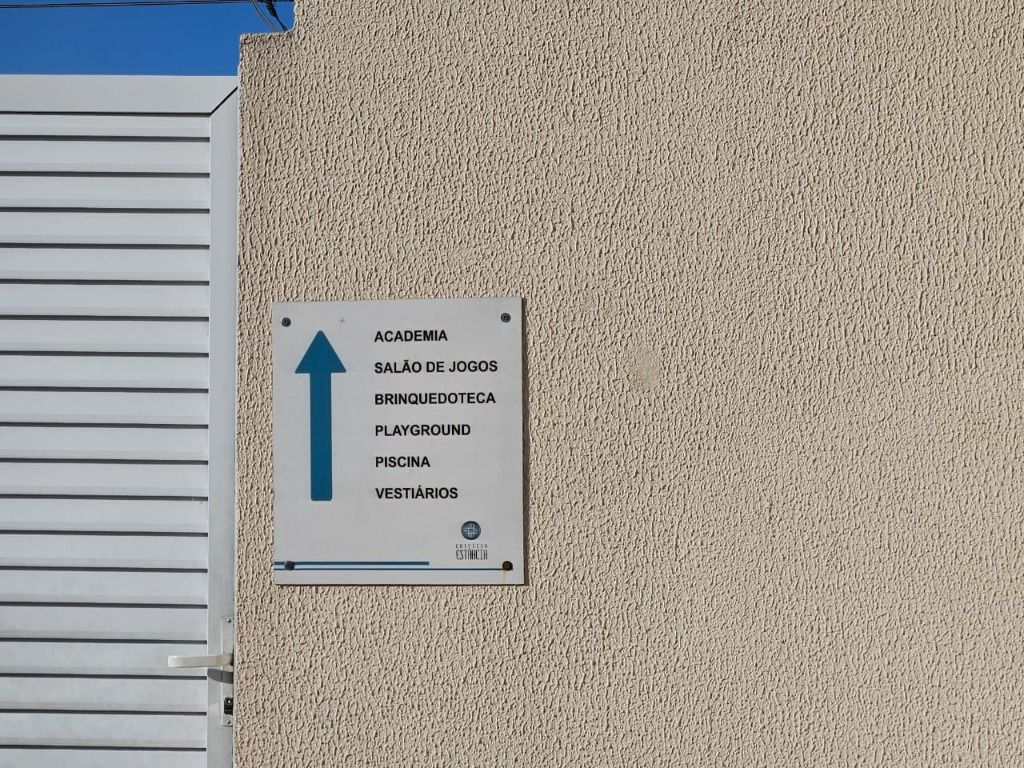 ACADEMIA
SALÃO DE JOGOS
BRINQUEDOTECA
PLAYGROUND
PISCINA
VESTIÁRIOS
ESTÂNCIA